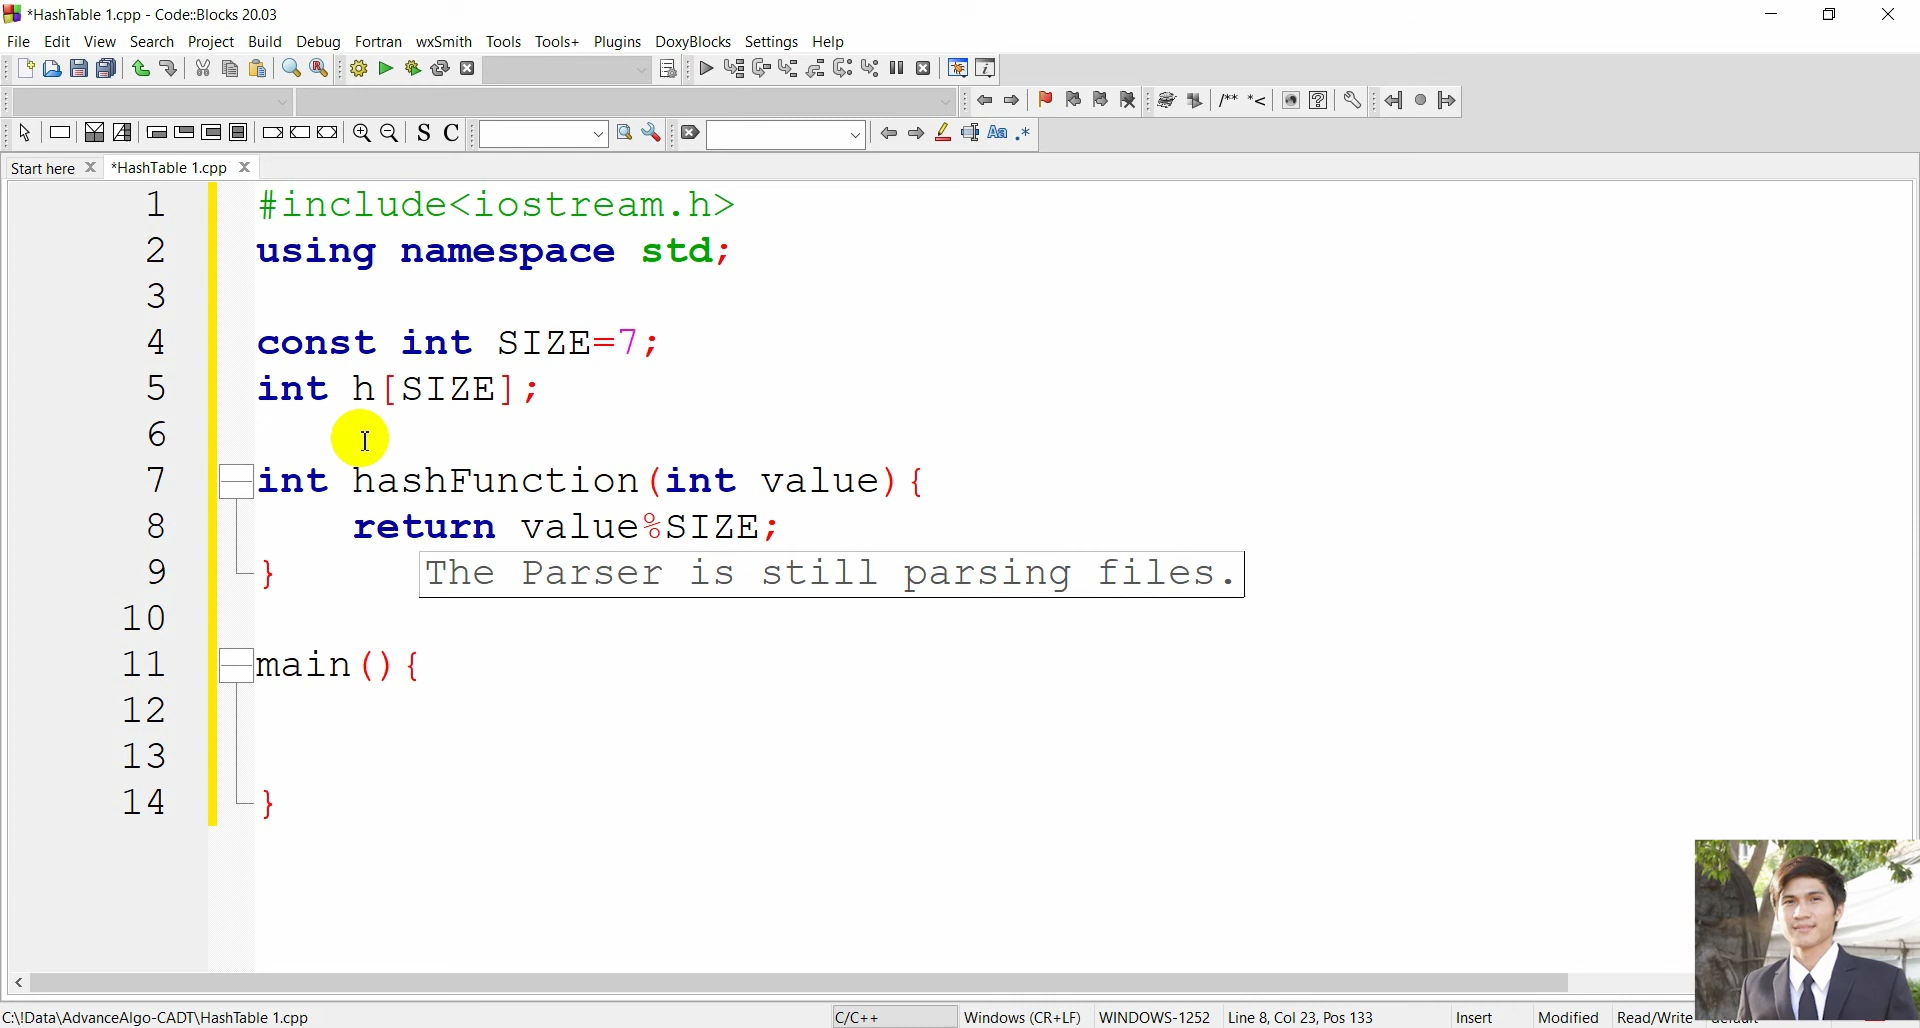 *HashTable 1.cpp - Code::Blocks 20.03
File Edit View Search Project Build Debug Fortran wxSmith Tools Tools+ Plugins DoxyBlocks Settings Help
/** *<
S C Aa .*
Start here *HashTable 1.cpp
1 #include<iostream.h>
2 using namespace std;
3
4 const int SIZE=7;
5 int h[SIZE];
6
7 int hashFunction(int value){
8 return value%SIZE;
9 }
The Parser is still parsing files.
10
11 main(){
12
13
14 }
C:\!Data\AdvanceAlgo-CADT\HashTable 1.cpp C/C++ Windows (CR+LF) WINDOWS-1252 Line 8, Col 23, Pos 133 Insert Modified Read/Write